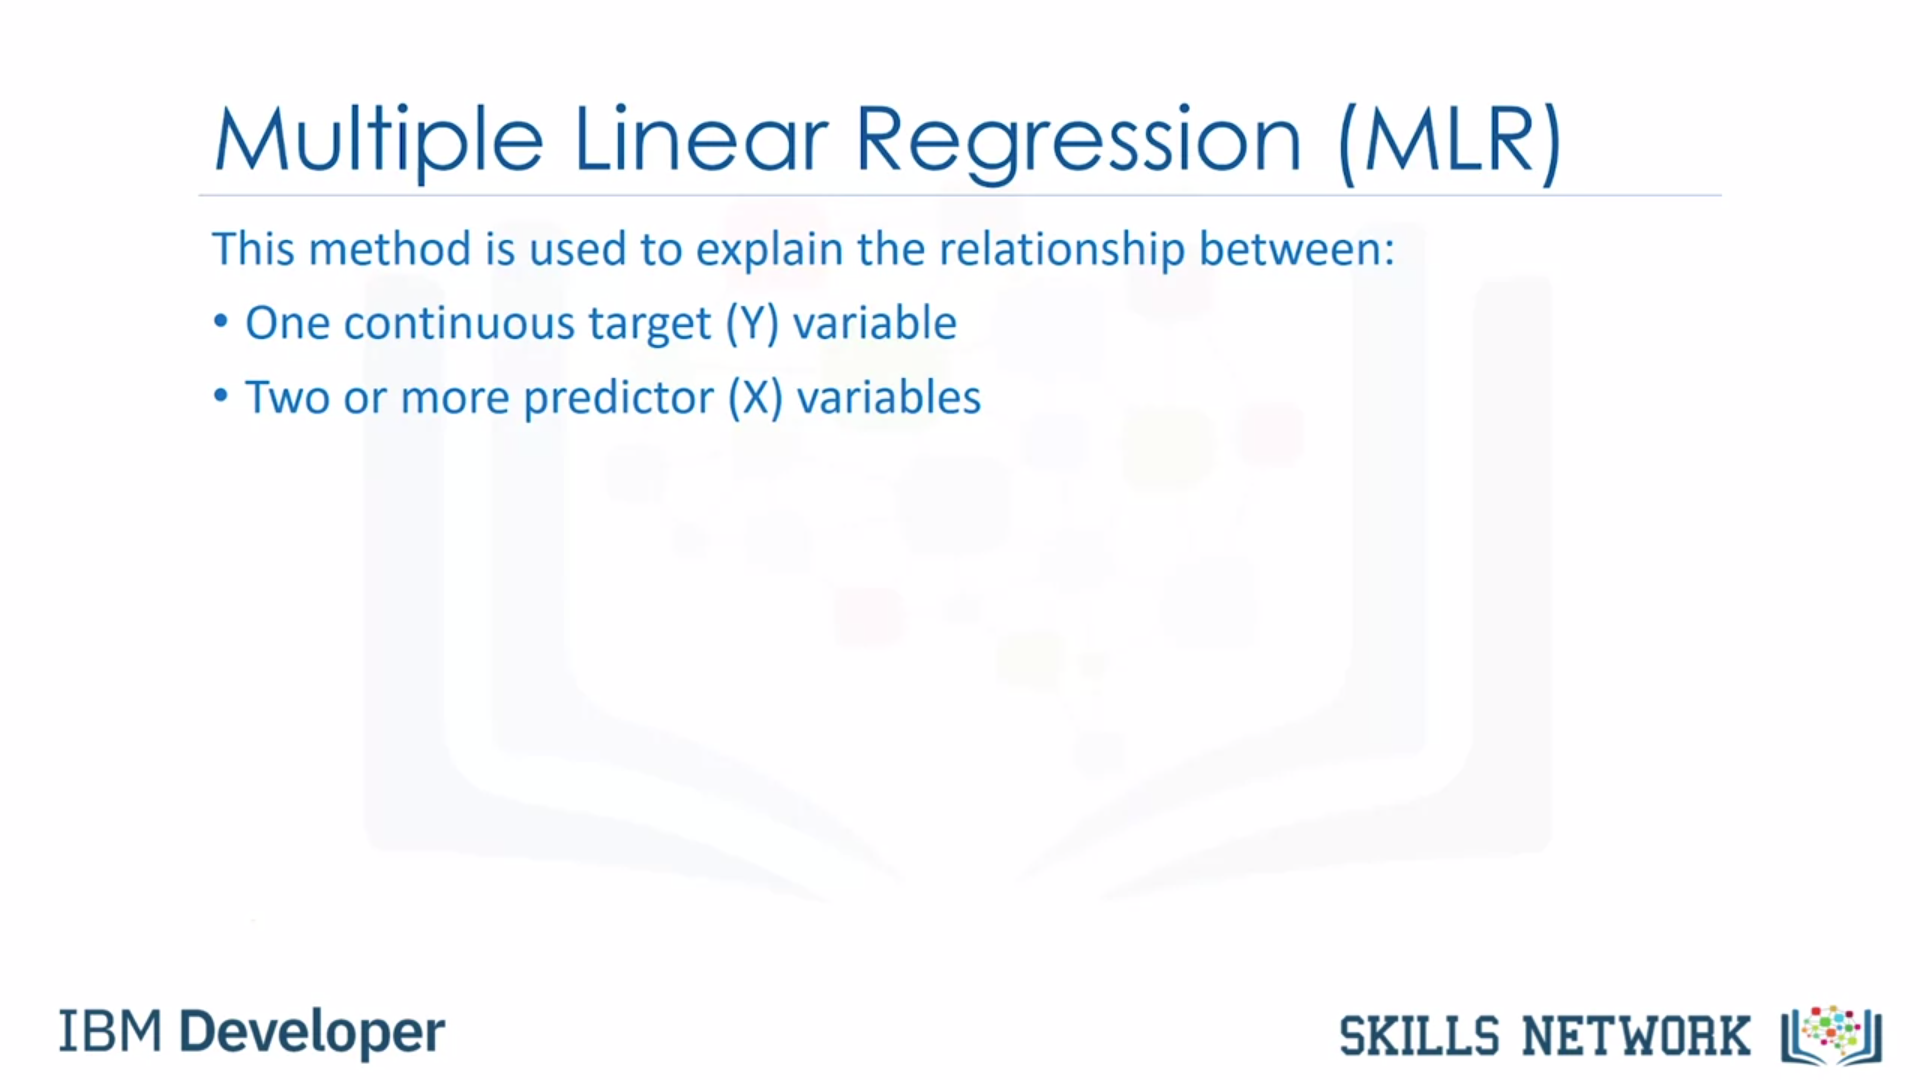 Multiple Linear Regression (MLR)
This method is used to explain the relationship between:
• One continuous target (Y) variable
• Two or more predictor (X) variables
IBM Developer
SKILLS NETWORK